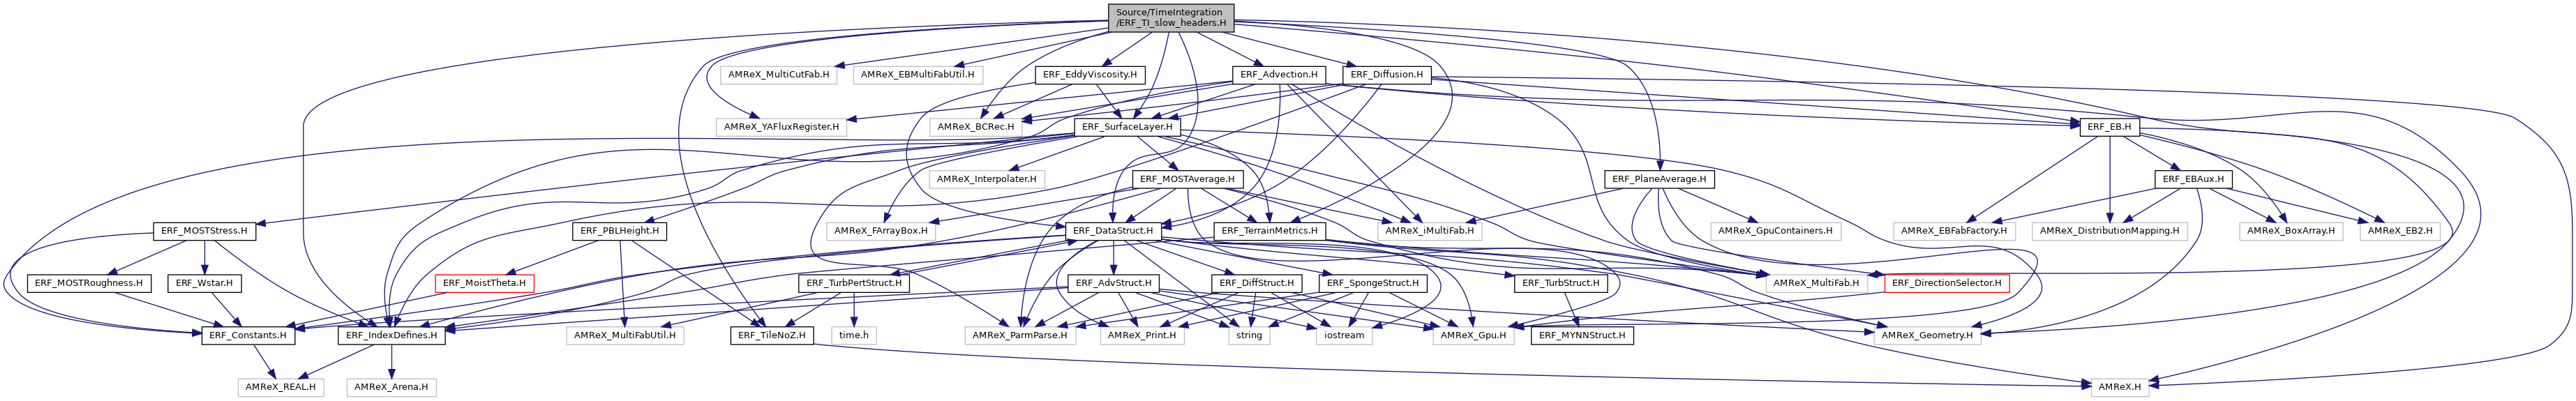 Source/TimeIntegration
/ERF_TI_slow_headers.H
AMReX_MultiCutFab.H
AMReX_EBMultiFabUtil.H
ERF_EddyViscosity.H
ERF_Advection.H
ERF_Diffusion.H
AMReX_YAFluxRegister.H
AMReX_BCRec.H
ERF_SurfaceLayer.H
ERF_EB.H
AMReX_Interpolater.H
ERF_MOSTAverage.H
ERF_PlaneAverage.H
ERF_EBAux.H
ERF_MOSTStress.H
ERF_PBLHeight.H
AMReX_FArrayBox.H
ERF_DataStruct.H
ERF_TerrainMetrics.H
AMReX_iMultiFab.H
AMReX_GpuContainers.H
AMReX_EBFabFactory.H
AMReX_DistributionMapping.H
AMReX_BoxArray.H
AMReX_EB2.H
ERF_MOSTRoughness.H
ERF_Wstar.H
ERF_MoistTheta.H
ERF_TurbPertStruct.H
ERF_AdvStruct.H
ERF_DiffStruct.H
ERF_SpongeStruct.H
ERF_TurbStruct.H
AMReX_MultiFab.H
ERF_DirectionSelector.H
ERF_Constants.H
ERF_IndexDefines.H
AMReX_MultiFabUtil.H
ERF_TileNoZ.H
time.h
AMReX_ParmParse.H
AMReX_Print.H
string
iostream
AMReX_Gpu.H
ERF_MYNNStruct.H
AMReX_Geometry.H
AMReX_REAL.H
AMReX_Arena.H
AMReX.H